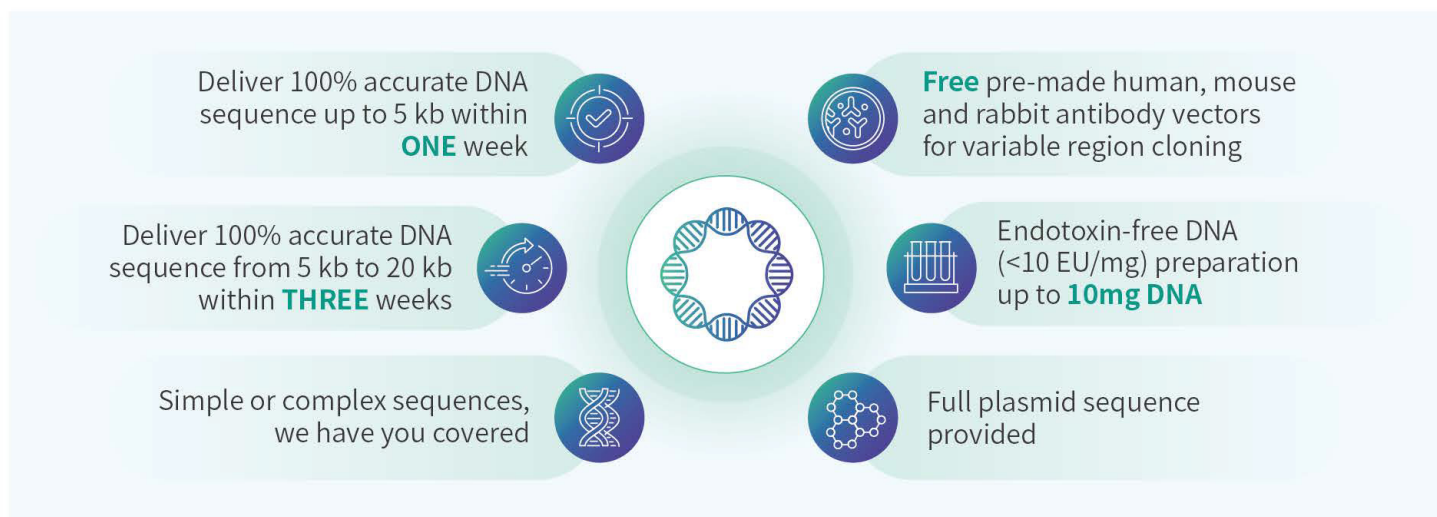 Deliver 100% accurate DNA
sequence up to 5 kb within
ONE week
Deliver 100% accurate DNA
sequence from 5 kb to 20 kb
within THREE weeks
Simple or complex sequences,
we have you covered
Free pre-made human, mouse
and rabbit antibody vectors
for variable region cloning
Endotoxin-free DNA
(<10 EU/mg) preparation
up to 10mg DNA
Full plasmid sequence
provided